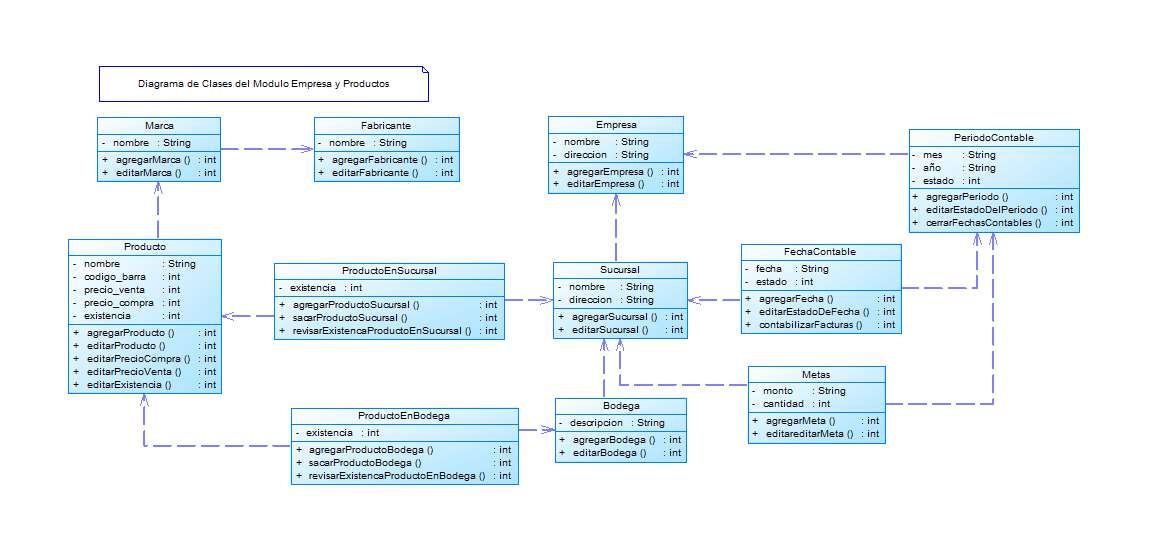 Diagrama de Clases del Modulo Empresa y Productos
Marca
- nombre : String
+ agregarMarca () : int
+ editarMarca () : int
Fabricante
- nombre : String
+ agregarFabricante () : int
+ editarFabricante () : int
Empresa
- nombre : String
- direccion : String
+ agregarEmpresa () : int
+ editarEmpresa () : int
PeriodoContable
- mes : String
- año : String
- estado : int
+ agregarPeriodo () : int
+ editarEstadoDelPeriodo () : int
+ cerrarFechasContables () : int
Producto
- nombre : String
- codigo_barra : int
- precio_venta : int
- precio_compra : int
- existencia : int
+ agregarProducto () : int
+ editarProducto () : int
+ editarPrecioCompra () : int
+ editarPrecioVenta () : int
+ editarExistencia () : int
ProductoEnSucursal
- existencia : int
+ agregarProductoSucursal () : int
+ sacarProductoSucursal () : int
+ revisarExistencaProductoEnSucursal () : int
Sucursal
- nombre : String
- direccion : String
+ agregarSucursal () : int
+ editarSucursal () : int
FechaContable
- fecha : String
- estado : int
+ agregarFecha () : int
+ editarEstadoDeFecha () : int
+ contabilizarFacturas () : int
Metas
- monto : String
- cantidad : int
+ agregarMeta () : int
+ editareditarMeta () : int
ProductoEnBodega
- existencia : int
+ agregarProductoBodega () : int
+ sacarProductoBodega () : int
+ revisarExistencaProductoEnBodega () : int
Bodega
- descripcion : String
+ agregarBodega () : int
+ editarBodega () : int